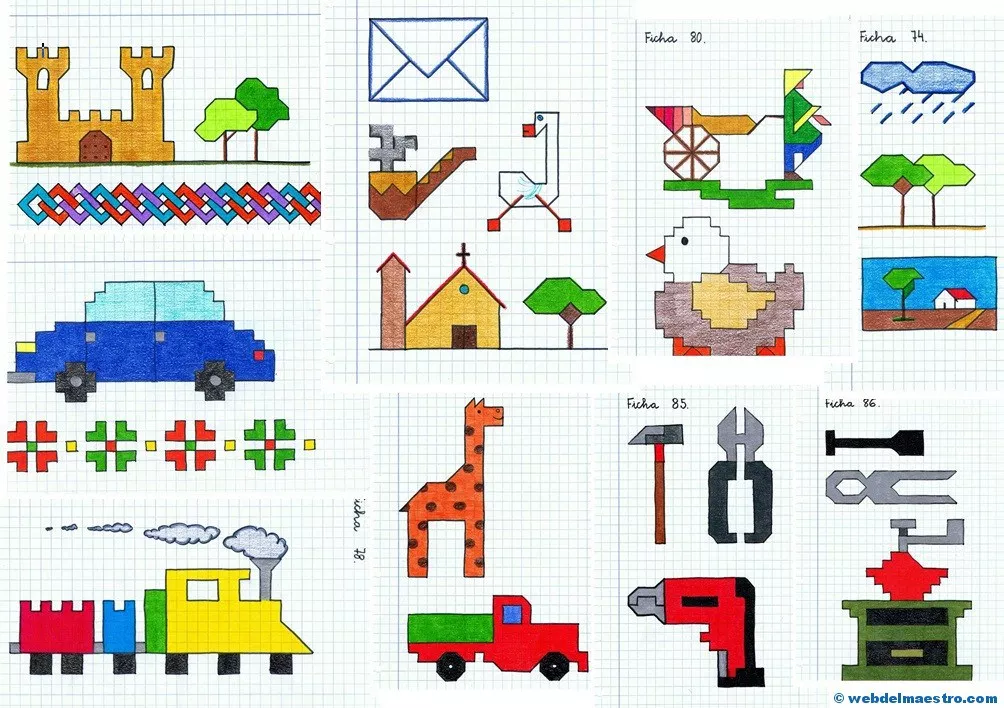 Ficha 80.
Ficha 74.
Ficha 78.
Ficha 85.
Ficha 86.
© webdelmaestro.com